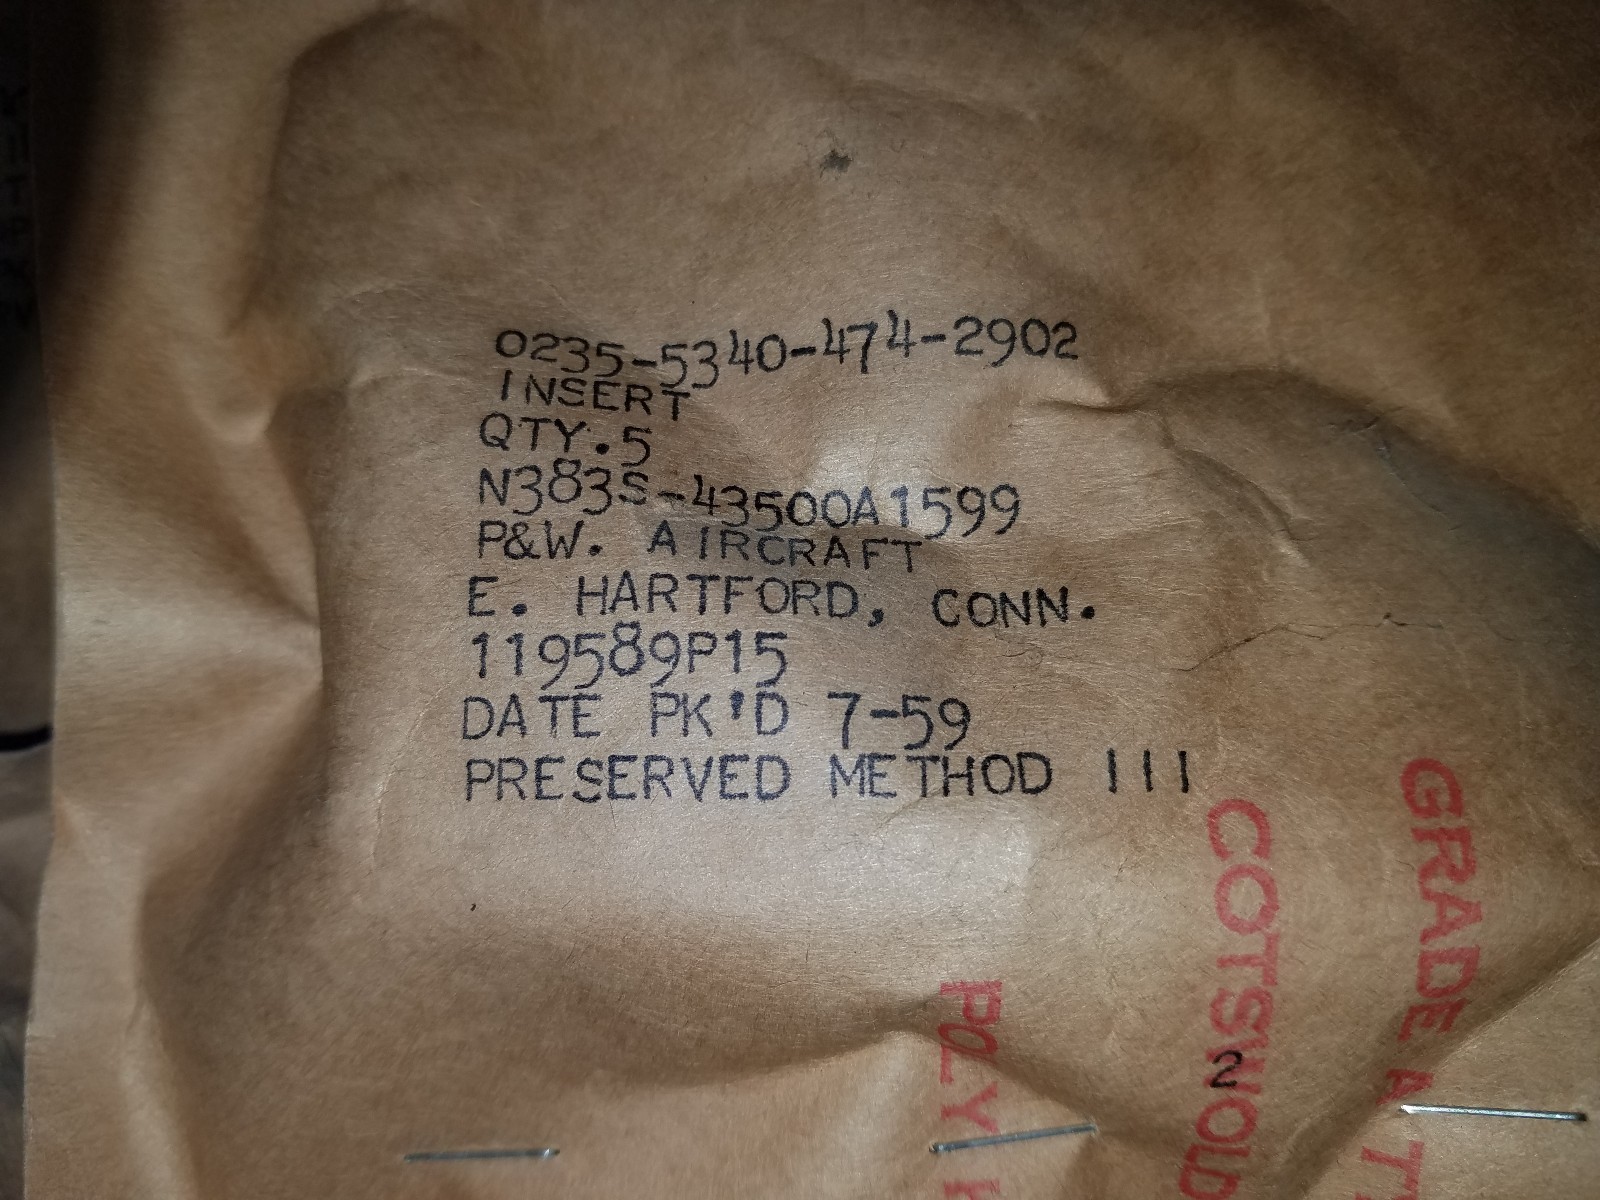 0235-5340-474-2902
INSERT
QTY.5
N383S-43500A1599
P&W. AIRCRAFT
E. HARTFORD, CONN.
119589P15
DATE PK'D 7-59
PRESERVED METHOD III
GRADE A
COTSWOLD
2
POLY